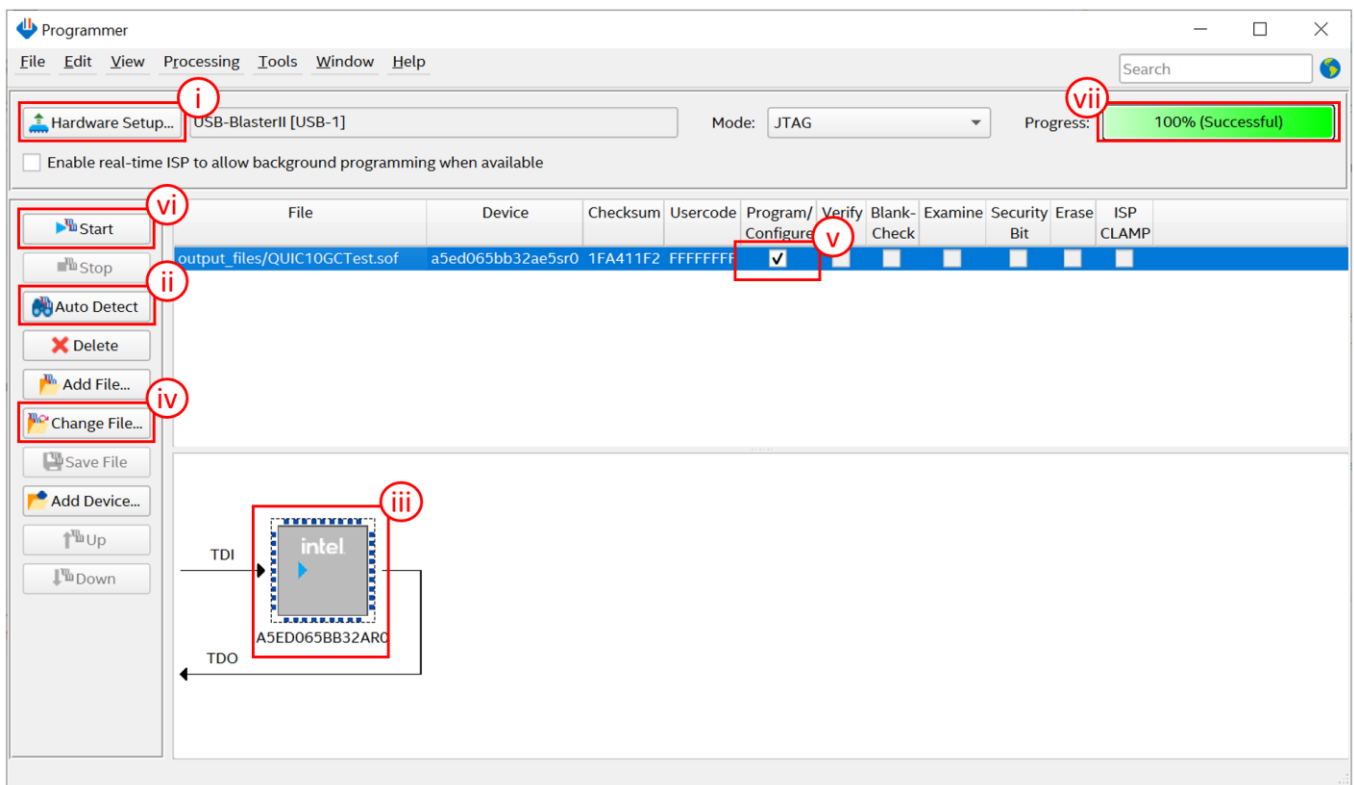 Programmer
File Edit View Processing Tools Window Help
Search
i
vii
Hardware Setup... USB-BlasterII [USB-1] Mode: JTAG Progress: 100% (Successful)
Enable real-time ISP to allow background programming when available
vi
Start
Stop
ii
Auto Detect
Delete
Add File...
iv
Change File...
Save File
Add Device...
Up
Down
File Device Checksum Usercode Program/ Verify Blank- Examine Security Erase ISP
Configure Check Bit CLAMP
v
output_files/QUIC10GCTest.sof a5ed065bb32ae5sr0 1FA411F2 FFFFFFFF
iii
intel
TDI
A5ED065BB32AR0
TDO